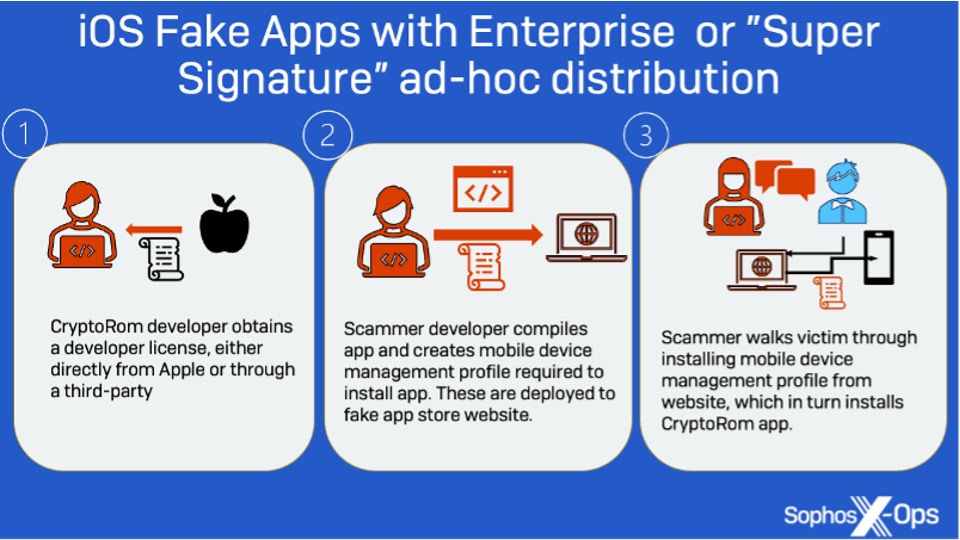 iOS Fake Apps with Enterprise or "Super
Signature" ad-hoc distribution
1
2
3
</>
</>
</>
</>
</>
CryptoRom developer obtains
a developer license, either
directly from Apple or through
a third-party
Scammer developer compiles
app and creates mobile device
management profile required to
install app. These are deployed to
fake app store website.
Scammer walks victim through
installing mobile device
management profile from
website, which in turn installs
CryptoRom app.
Sophos X-Ops